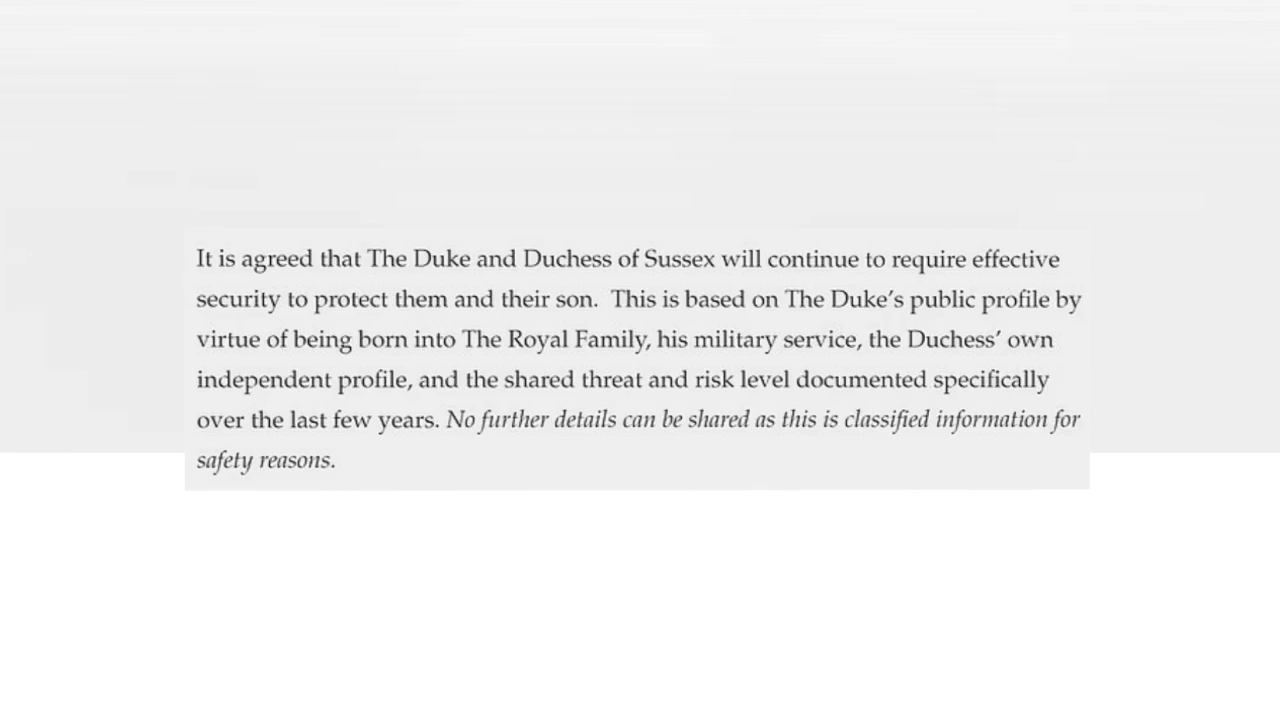 It is agreed that The Duke and Duchess of Sussex will continue to require effective
security to protect them and their son.  This is based on The Duke’s public profile by
virtue of being born into The Royal Family, his military service, the Duchess’ own
independent profile, and the shared threat and risk level documented specifically
over the last few years. No further details can be shared as this is classified information for
safety reasons.